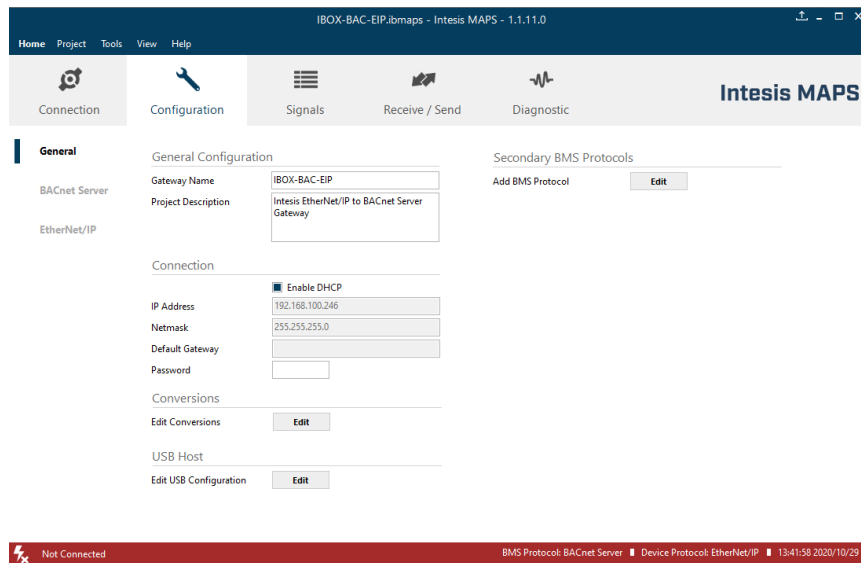 IBOX-BAC-EIP.ibmaps - Intesis MAPS - 1.1.11.0
Home Project Tools View Help
Connection Configuration Signals Receive / Send Diagnostic
Intesis MAPS
General
BACnet Server
EtherNet/IP
General Configuration
Gateway Name IBOX-BAC-EIP
Project Description Intesis EtherNet/IP to BACnet Server
Gateway
Connection
Enable DHCP
IP Address 192.168.100.246
Netmask 255.255.255.0
Default Gateway
Password
Conversions
Edit Conversions Edit
USB Host
Edit USB Configuration Edit
Secondary BMS Protocols
Add BMS Protocol Edit
Not Connected BMS Protocol: BACnet Server Device Protocol: EtherNet/IP 13:41:58 2020/10/29